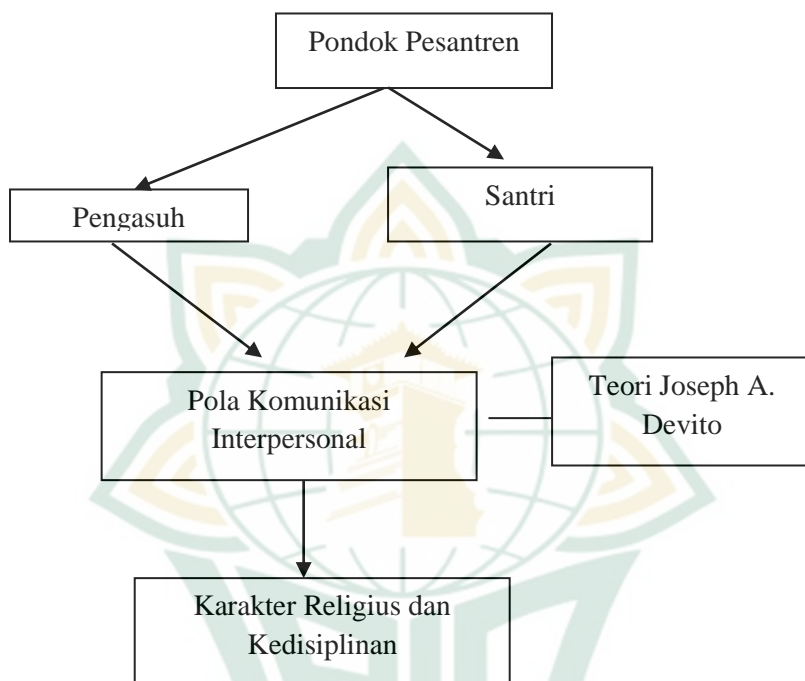 Pondok Pesantren
Pengasuh
Santri
Pola Komunikasi
Interpersonal
Teori Joseph A.
Devito
Karakter Religius dan
Kedisiplinan